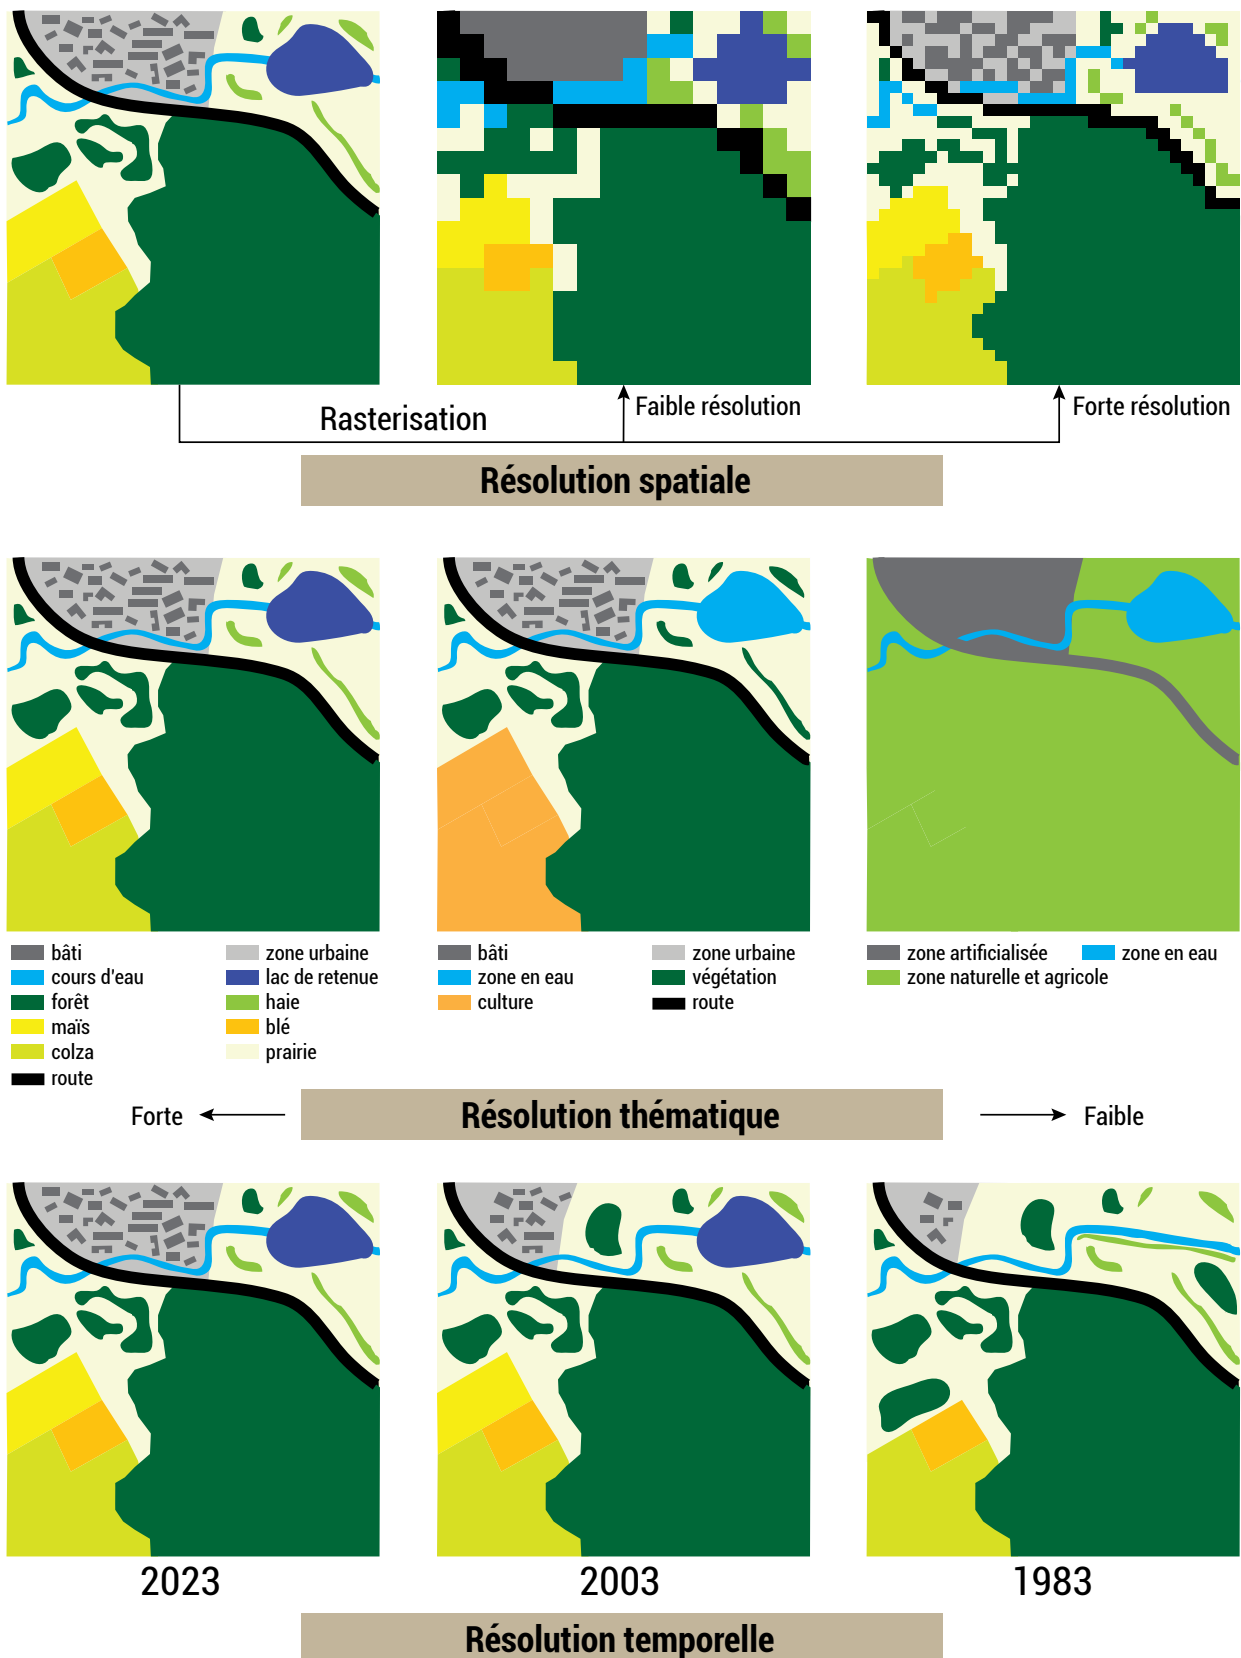 Rasterisation
Faible résolution
Forte résolution
Résolution spatiale
bâti
zone urbaine
cours d'eau
lac de retenue
forêt
haie
maïs
blé
colza
prairie
route
bâti
zone urbaine
zone en eau
végétation
culture
route
zone artificialisée
zone en eau
zone naturelle et agricole
Forte
Résolution thématique
Faible
2023
2003
1983
Résolution temporelle